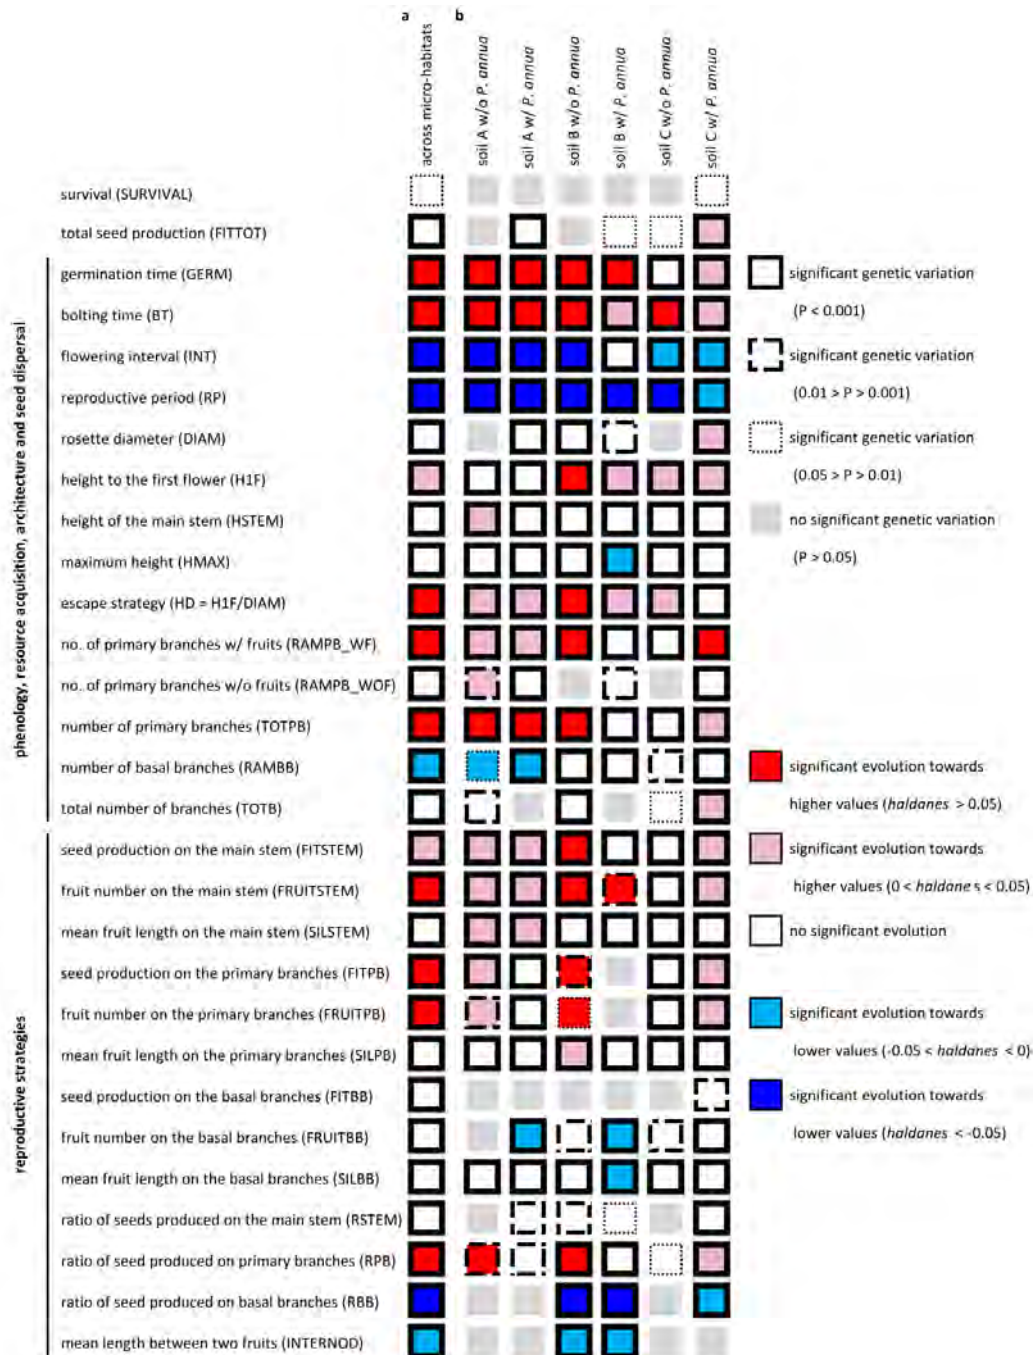 a
b
across micro-habitats
soil A w/o P. annua
soil A w/ P. annua
soil B w/o P. annua
soil B w/ P. annua
soil C w/o P. annua
soil C w/ P. annua
survival (SURVIVAL)
total seed production (FITTOT)
phenology, resource acquisition, architecture and seed dispersal
germination time (GERM)
bolting time (BT)
flowering interval (INT)
reproductive period (RP)
rosette diameter (DIAM)
height to the first flower (H1F)
height of the main stem (HSTEM)
maximum height (HMAX)
escape strategy (HD = H1F/DIAM)
no. of primary branches w/ fruits (RAMPB_WF)
no. of primary branches w/o fruits (RAMPB_WOF)
number of primary branches (TOTPB)
number of basal branches (RAMBB)
total number of branches (TOTB)
reproductive strategies
seed production on the main stem (FITSTEM)
fruit number on the main stem (FRUITSTEM)
mean fruit length on the main stem (SILSTEM)
seed production on the primary branches (FITPB)
fruit number on the primary branches (FRUITPB)
mean fruit length on the primary branches (SILPB)
seed production on the basal branches (FITBB)
fruit number on the basal branches (FRUITBB)
mean fruit length on the basal branches (SILBB)
ratio of seeds produced on the main stem (RSTEM)
ratio of seed produced on primary branches (RPB)
ratio of seed produced on basal branches (RBB)
mean length between two fruits (INTERNOD)
significant genetic variation
(P < 0.001)
significant genetic variation
(0.01 > P > 0.001)
significant genetic variation
(0.05 > P > 0.01)
no significant genetic variation
(P > 0.05)
significant evolution towards
higher values (haldanes > 0.05)
significant evolution towards
higher values (0 < haldanes < 0.05)
no significant evolution
significant evolution towards
lower values (-0.05 < haldanes < 0)
significant evolution towards
lower values (haldanes < -0.05)